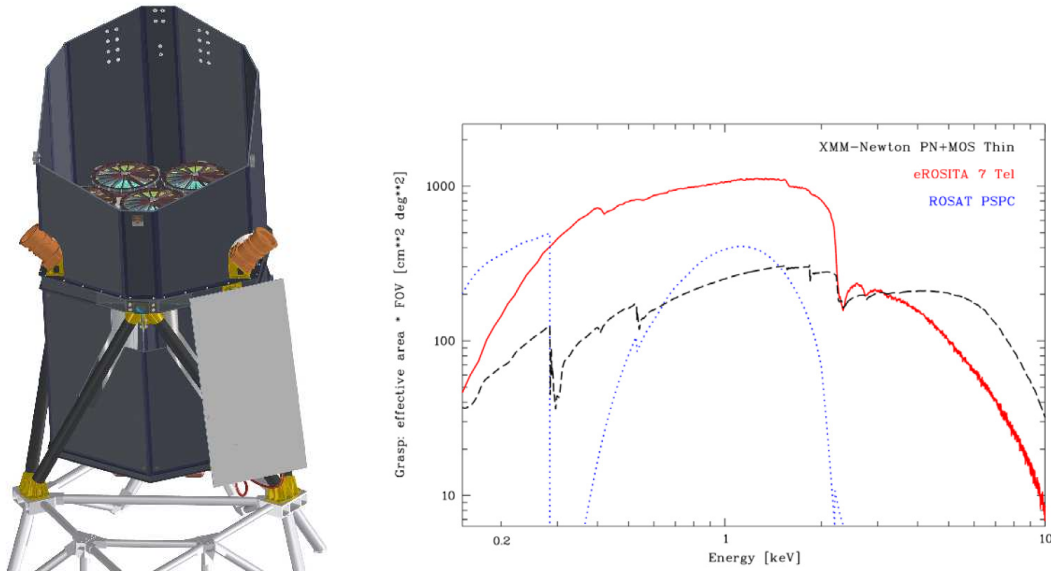 XMM-Newton PN+MOS Thin
eROSITA 7 Tel
ROSAT PSPC
1000
100
10
Grasp: effective area * FOV [cm**2 deg**2]
0.2
1
10
Energy [keV]